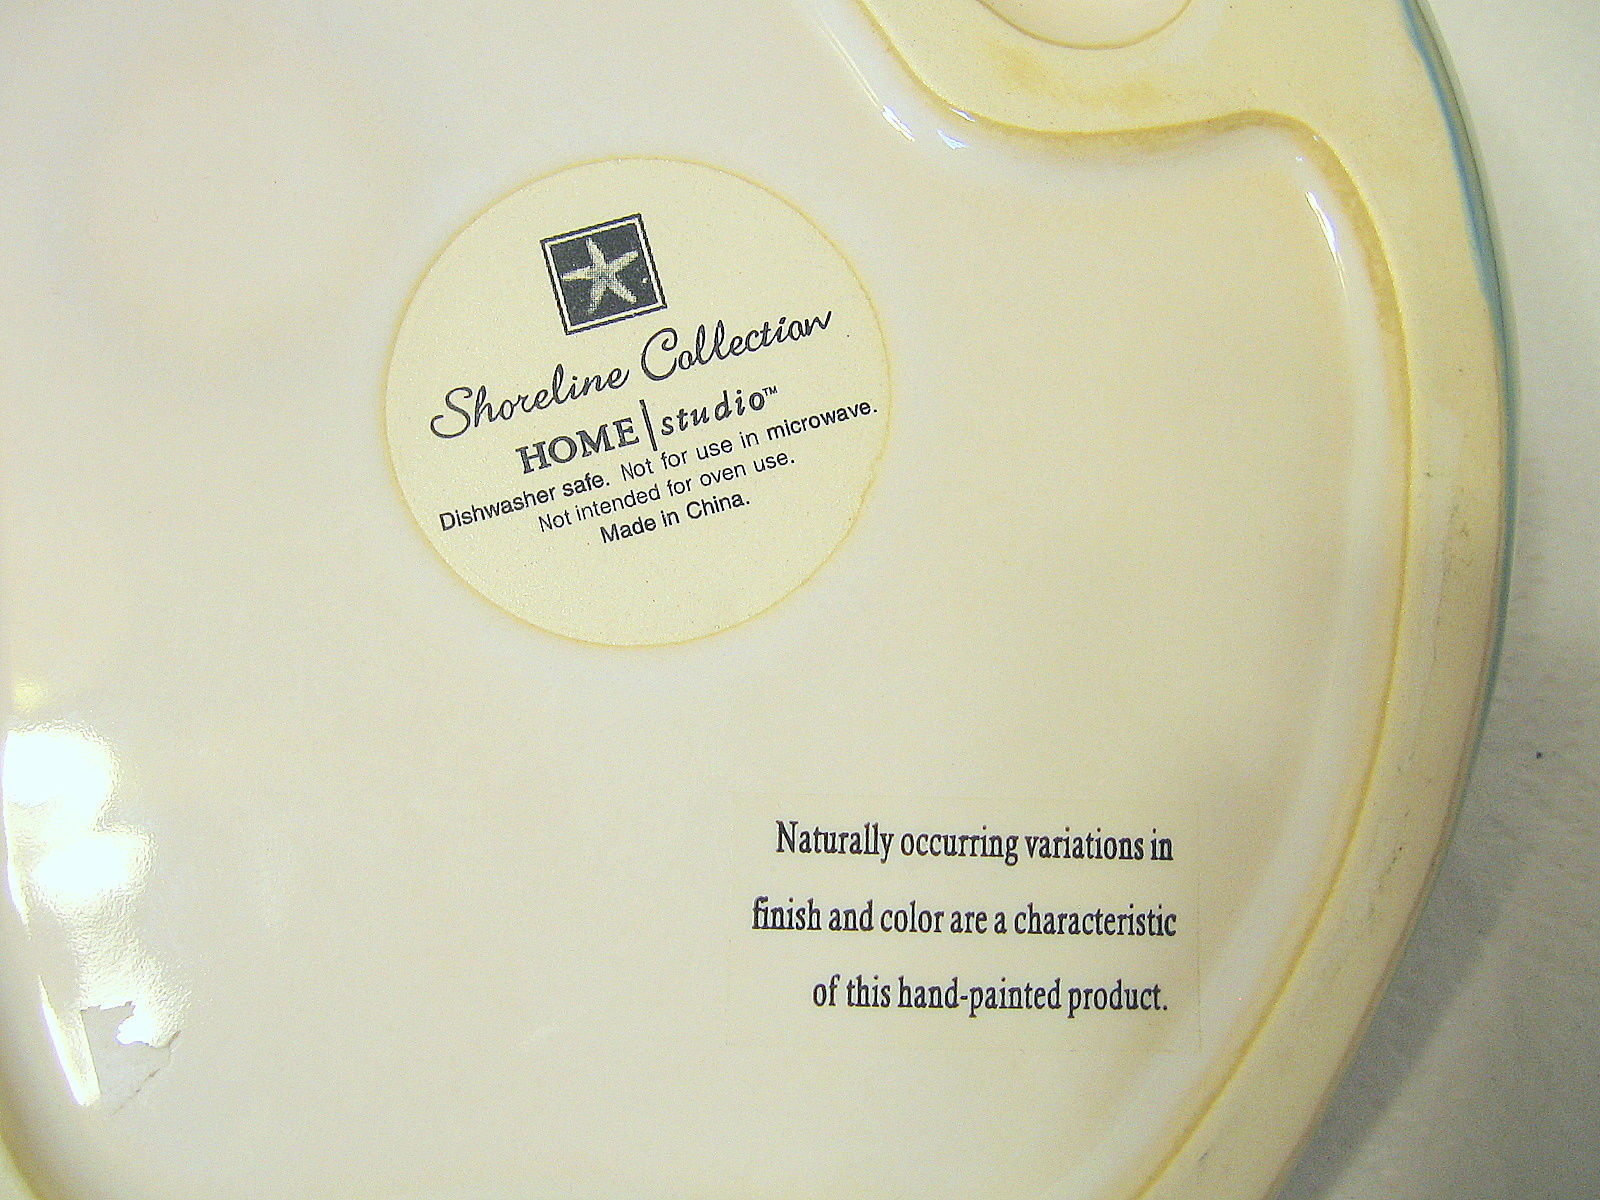 Shoreline Collection
HOME|studio™
Dishwasher safe. Not for use in microwave.
Not intended for oven use.
Made in China.
Naturally occurring variations in
finish and color are a characteristic
of this hand-painted product.